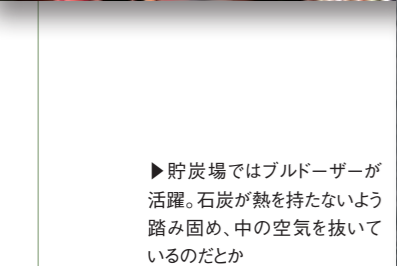 ▶貯炭場ではブルドーザーが
活躍。石炭が熱を持たないよう
踏み固め、中の空気を抜いて
いるのだとか